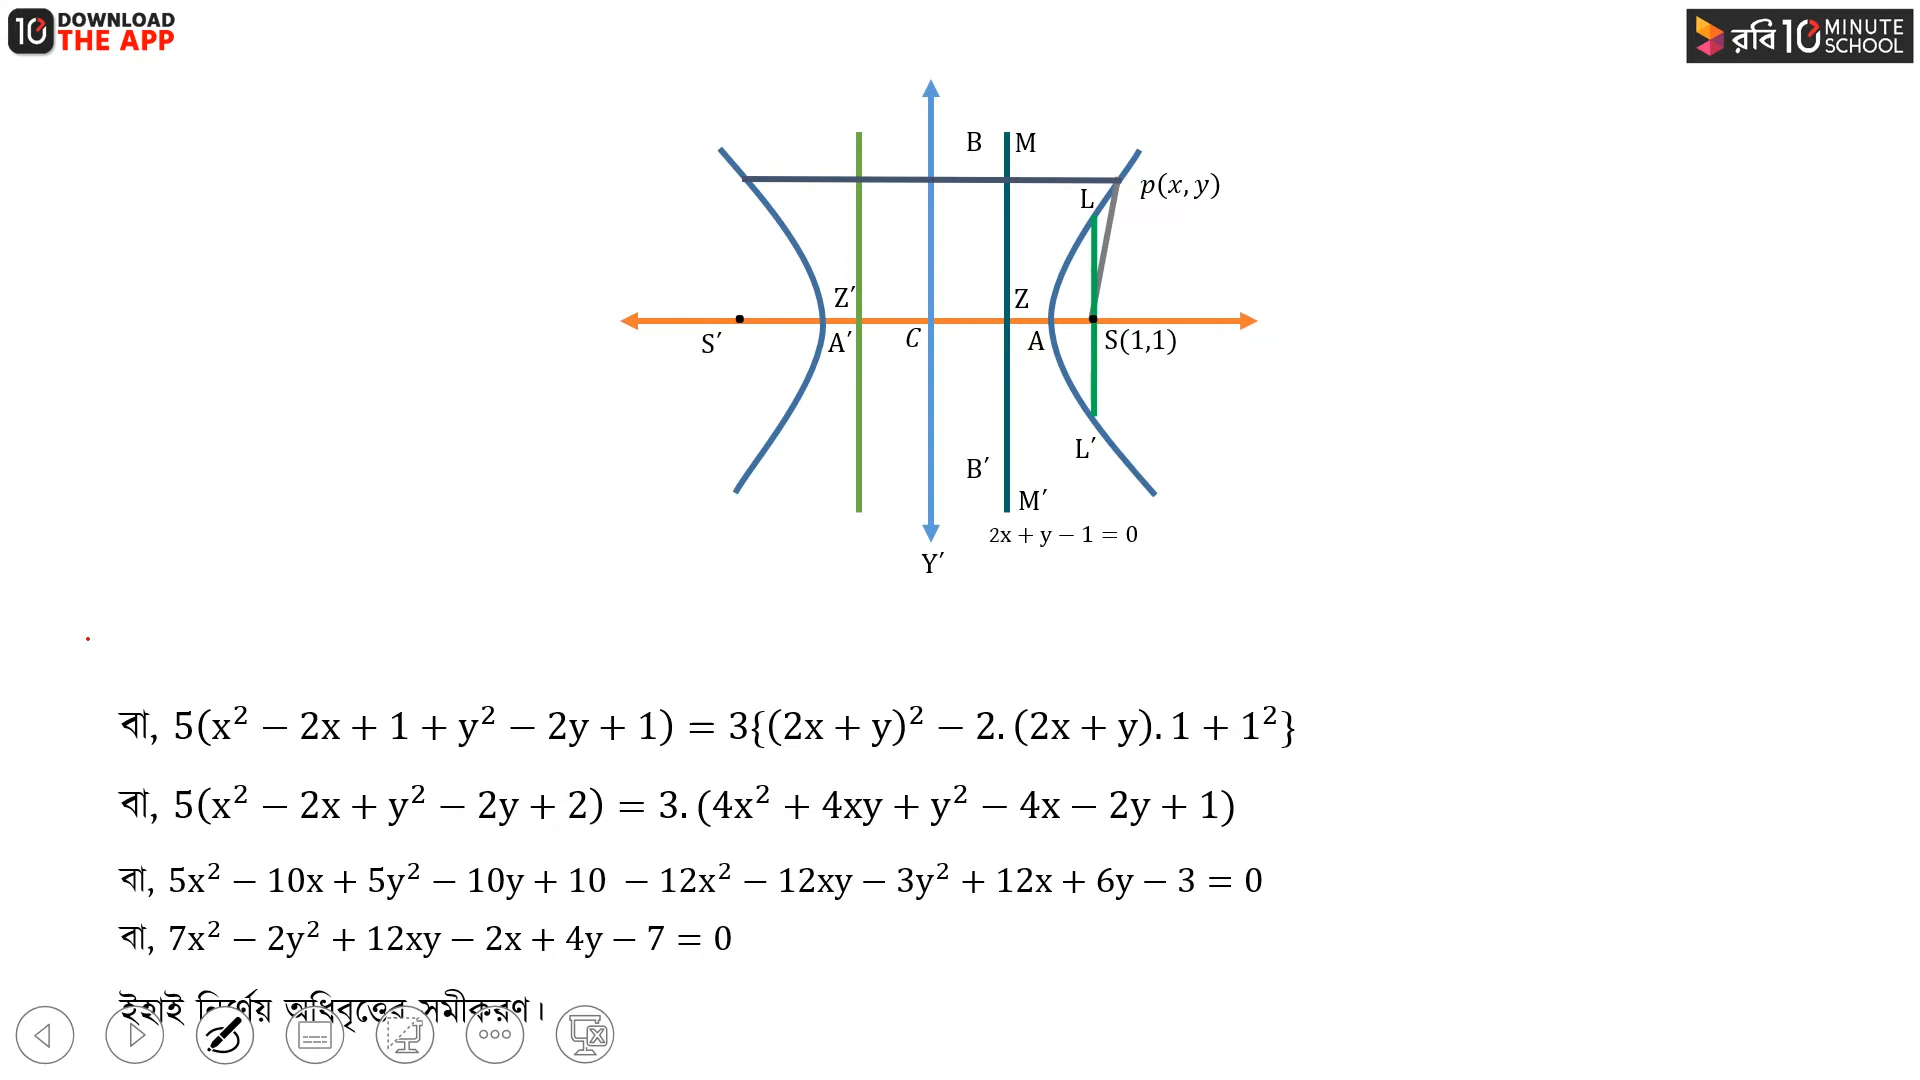 10 DOWNLOAD THE APP
রবি 10 MINUTE SCHOOL
B M
p(x, y)
L
Z′ Z
S′ A′ C A S(1,1)
L′
B′
M′
2x + y − 1 = 0
Y′
বা, 5(x² − 2x + 1 + y² − 2y + 1) = 3{(2x + y)² − 2. (2x + y). 1 + 1²}
বা, 5(x² − 2x + y² − 2y + 2) = 3. (4x² + 4xy + y² − 4x − 2y + 1)
বা, 5x² − 10x + 5y² − 10y + 10 − 12x² − 12xy − 3y² + 12x + 6y − 3 = 0
বা, 7x² − 2y² + 12xy − 2x + 4y − 7 = 0
ইহাই নির্ণেয় অধিবৃত্তের সমীকরণ।